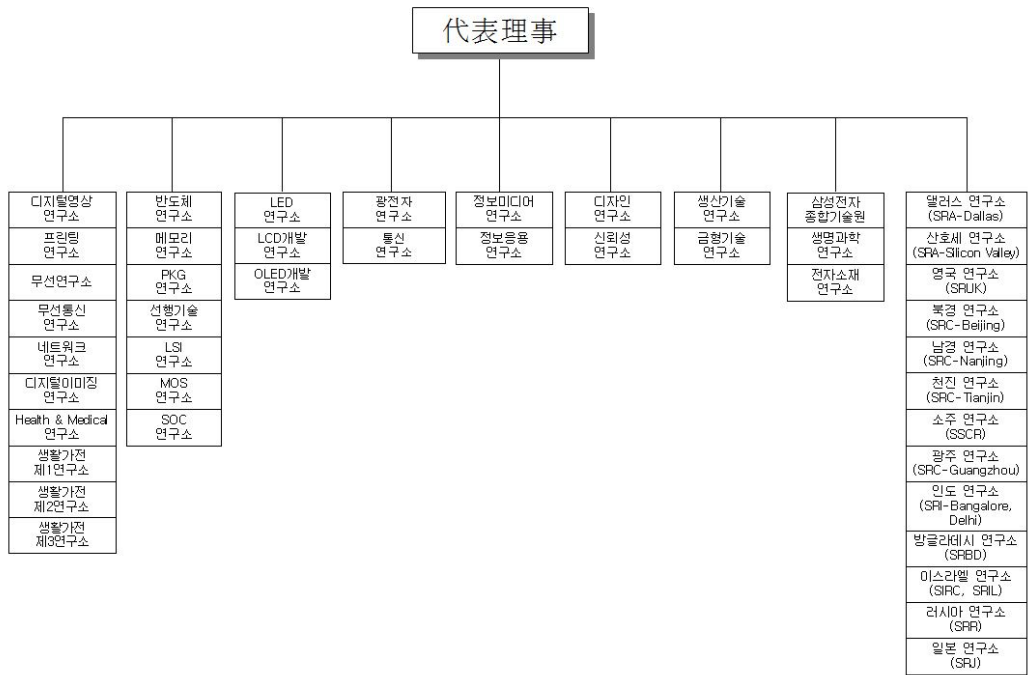 代表理事
디지털영상
연구소
프린팅
연구소
무선연구소
무선통신
연구소
네트워크
연구소
디지털이미징
연구소
Health & Medical
연구소
생활가전
제1연구소
생활가전
제2연구소
생활가전
제3연구소
반도체
연구소
메모리
연구소
PKG
연구소
선행기술
연구소
LSI
연구소
MOS
연구소
SOC
연구소
LED
연구소
LCD개발
연구소
OLED개발
연구소
광전자
연구소
통신
연구소
정보미디어
연구소
정보응용
연구소
디자인
연구소
신뢰성
연구소
생산기술
연구소
금형기술
연구소
삼성전자
종합기술원
생명과학
연구소
전자소재
연구소
댈러스 연구소
(SRA-Dallas)
산호세 연구소
(SRA-Silicon Valley)
영국 연구소
(SRUK)
북경 연구소
(SRC-Beijing)
남경 연구소
(SRC-Nanjing)
천진 연구소
(SRC-Tianjin)
소주 연구소
(SSCR)
광주 연구소
(SRC-Guangzhou)
인도 연구소
(SRI-Bangalore,
Delhi)
방글라데시 연구소
(SRBD)
이스라엘 연구소
(SIRC, SRIL)
러시아 연구소
(SRR)
일본 연구소
(SRJ)